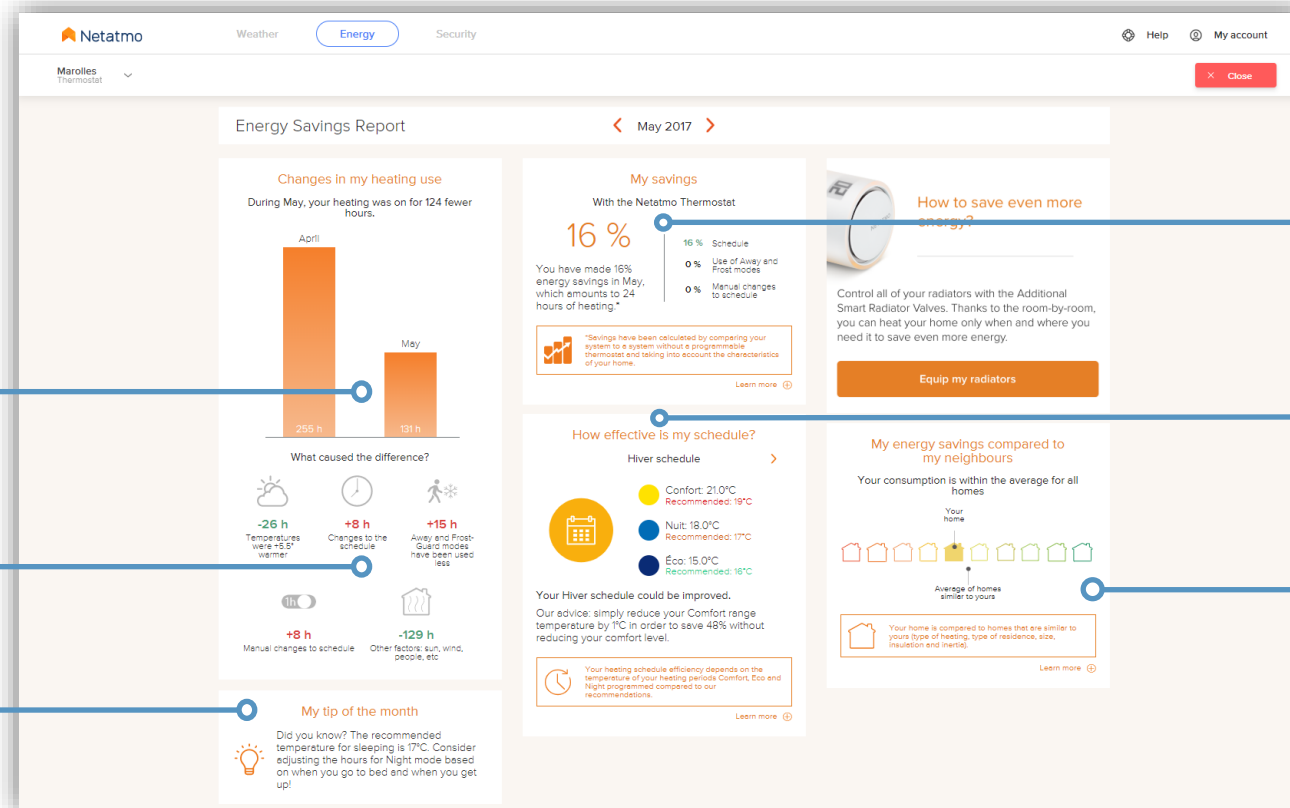 Netatmo
Weather
Energy
Security
Help
My account
Marolles
Thermostat
× Close
Energy Savings Report
May 2017
Changes in my heating use
During May, your heating was on for 124 fewer
hours.
April
May
255 h
131 h
What caused the difference?
-26 h
Temperatures
were +5.5°
warmer
+8 h
Changes to the
schedule
+15 h
Away and Frost-
Guard modes
have been used
less
1h
+8 h
Manual changes to schedule
-129 h
Other factors: sun, wind,
people, etc
My tip of the month
Did you know? The recommended
temperature for sleeping is 17°C. Consider
adjusting the hours for Night mode based
on when you go to bed and when you get
up!
My savings
With the Netatmo Thermostat
16 %
You have made 16%
energy savings in May,
which amounts to 24
hours of heating.*
16 % Schedule
0 % Use of Away and
Frost modes
0 % Manual changes
to schedule
*Savings have been calculated by comparing your
system to a system without a programmable
thermostat and taking into account the characteristics
of your home.
Learn more
How effective is my schedule?
Hiver schedule
Confort: 21.0°C
Recommended: 19°C
Nuit: 18.0°C
Recommended: 17°C
Éco: 15.0°C
Recommended: 16°C
Your Hiver schedule could be improved.
Our advice: simply reduce your Comfort range
temperature by 1°C in order to save 48% without
reducing your comfort level.
Your heating schedule efficiency depends on the
temperature of your heating periods Comfort, Eco and
Night programmed compared to our
recommendations.
Learn more
How to save even more
energy?
Control all of your radiators with the Additional
Smart Radiator Valves. Thanks to the room-by-room,
you can heat your home only when and where you
need it to save even more energy.
Equip my radiators
My energy savings compared to
my neighbours
Your consumption is within the average for all
homes
Your
home
Average of homes
similar to yours
Your home is compared to homes that are similar to
yours (type of heating, type of residence, size,
insulation and inertie).
Learn more